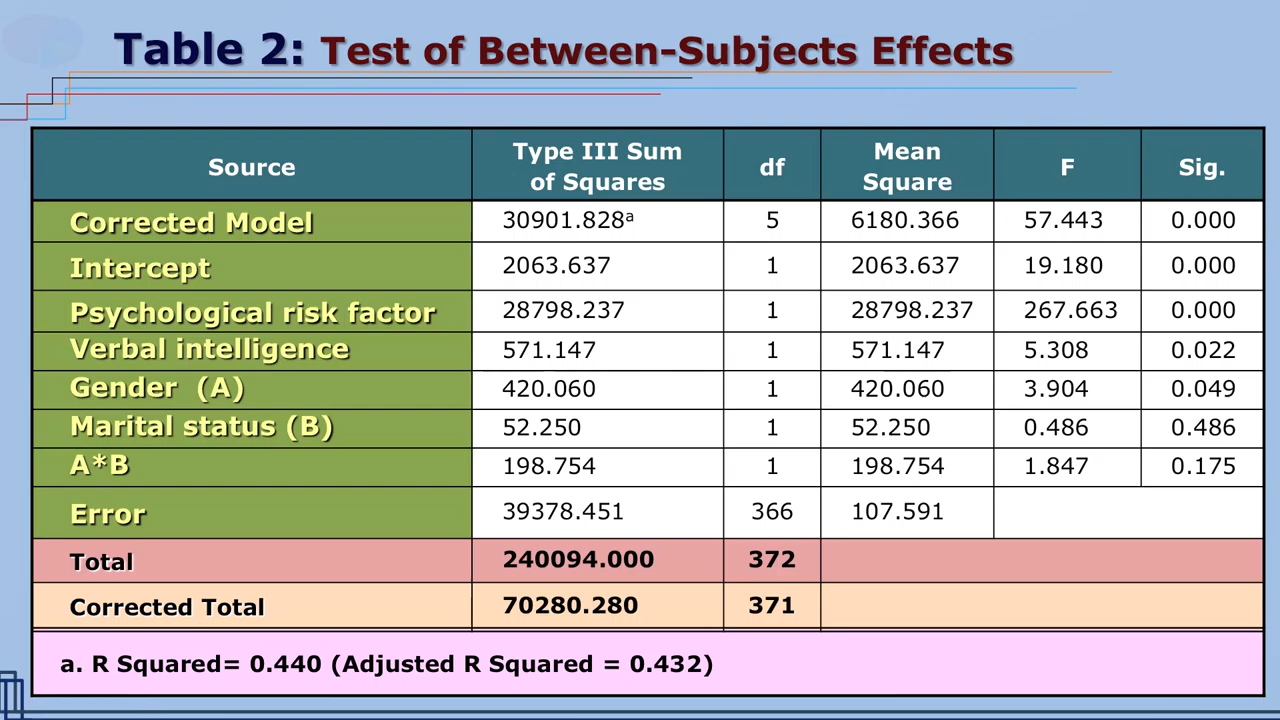 Table 2: Test of Between-Subjects Effects
Source Type III Sum of Squares df Mean Square F Sig.
Corrected Model 30901.828ᵃ 5 6180.366 57.443 0.000
Intercept 2063.637 1 2063.637 19.180 0.000
Psychological risk factor 28798.237 1 28798.237 267.663 0.000
Verbal intelligence 571.147 1 571.147 5.308 0.022
Gender (A) 420.060 1 420.060 3.904 0.049
Marital status (B) 52.250 1 52.250 0.486 0.486
A*B 198.754 1 198.754 1.847 0.175
Error 39378.451 366 107.591
Total 240094.000 372
Corrected Total 70280.280 371
a. R Squared= 0.440 (Adjusted R Squared = 0.432)